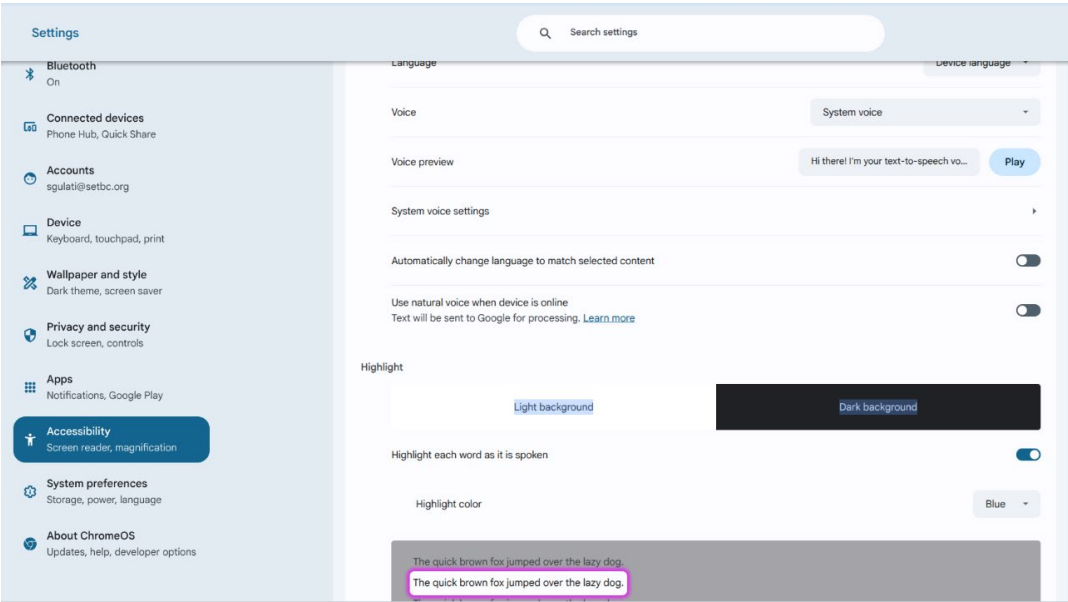 Settings
Search settings
Bluetooth
On
Connected devices
Phone Hub, Quick Share
Accounts
sgulati@setbc.org
Device
Keyboard, touchpad, print
Wallpaper and style
Dark theme, screen saver
Privacy and security
Lock screen, controls
Apps
Notifications, Google Play
Accessibility
Screen reader, magnification
System preferences
Storage, power, language
About ChromeOS
Updates, help, developer options
Language Device language
Voice System voice
Voice preview Hi there! I'm your text-to-speech vo... Play
System voice settings
Automatically change language to match selected content
Use natural voice when device is online
Text will be sent to Google for processing. Learn more
Highlight
Light background Dark background
Highlight each word as it is spoken
Highlight color Blue
The quick brown fox jumped over the lazy dog.
The quick brown fox jumped over the lazy dog.